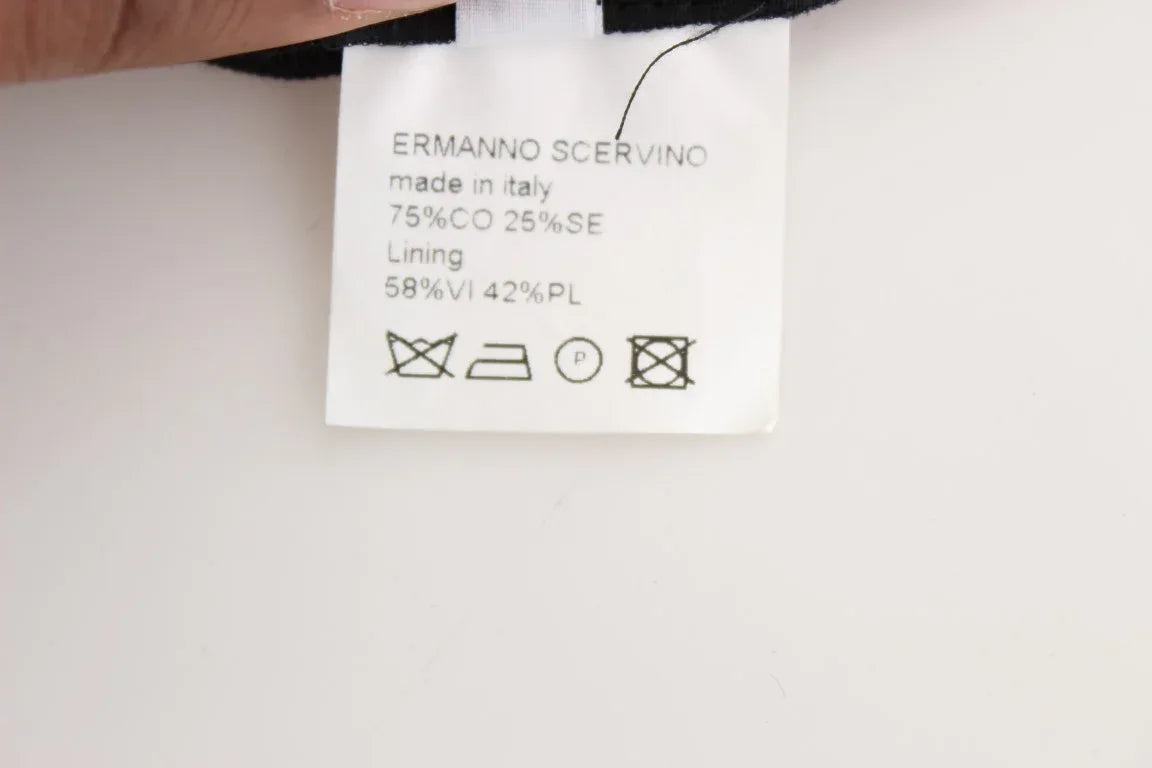 ERMANNO SCERVINO
made in italy
75%CO 25%SE
Lining
58%VI 42%PL
P